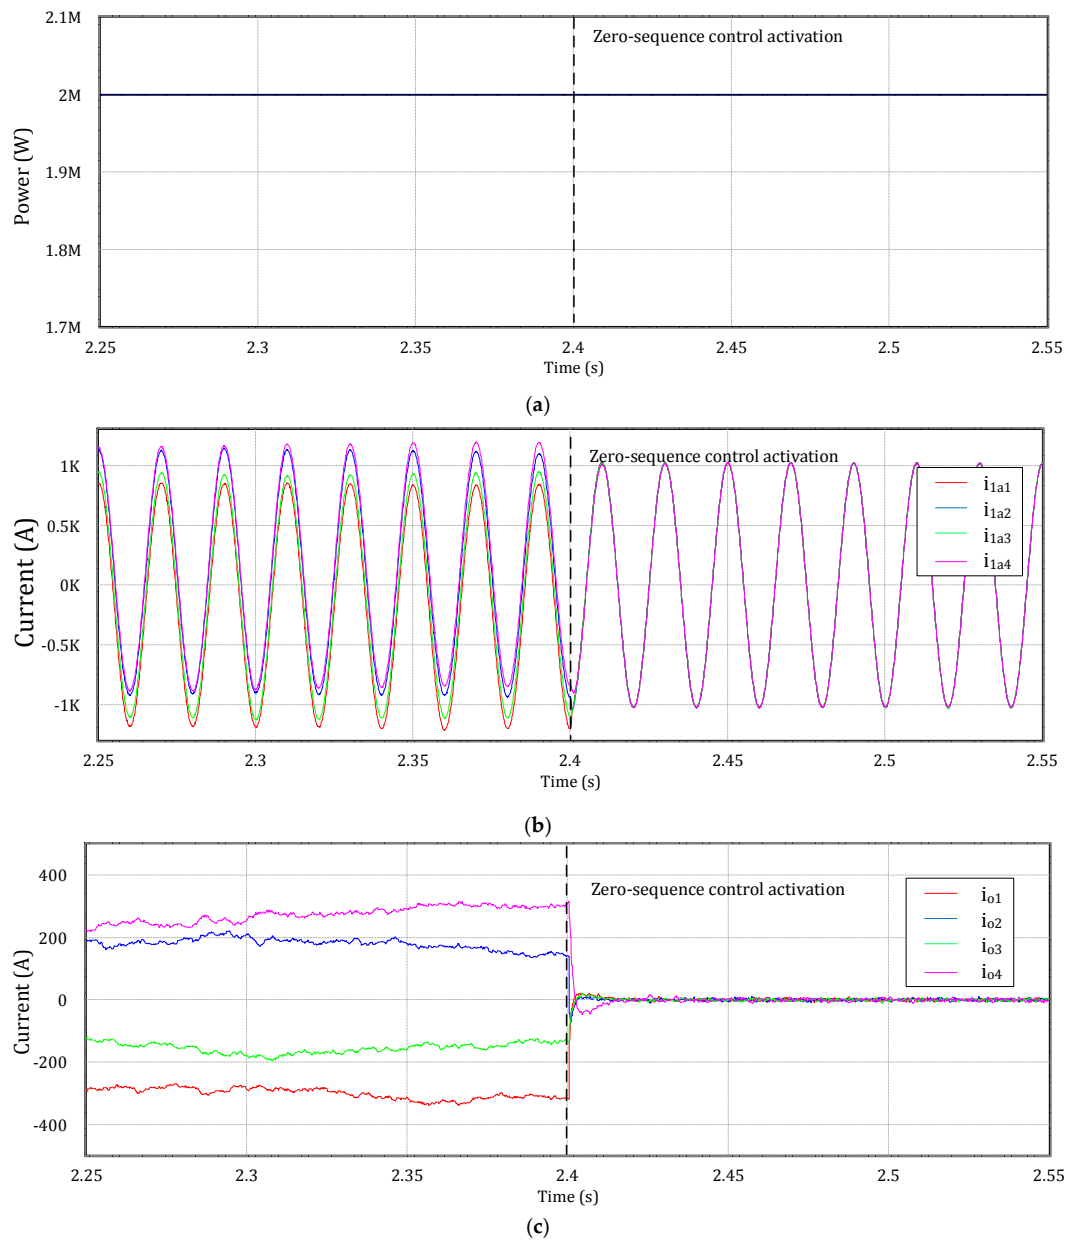 2.1M
Zero-sequence control activation
2M
1.9M
1.8M
1.7M
Power (W)
2.25 2.3 2.35 2.4 2.45 2.5 2.55
Time (s)
(a)
1K
0.5K
0K
-0.5K
-1K
Current (A)
Zero-sequence control activation
i1a1
i1a2
i1a3
i1a4
2.25 2.3 2.35 2.4 2.45 2.5 2.55
Time (s)
(b)
400
200
0
-200
-400
Current (A)
Zero-sequence control activation
io1
io2
io3
io4
2.25 2.3 2.35 2.4 2.45 2.5 2.55
Time (s)
(c)